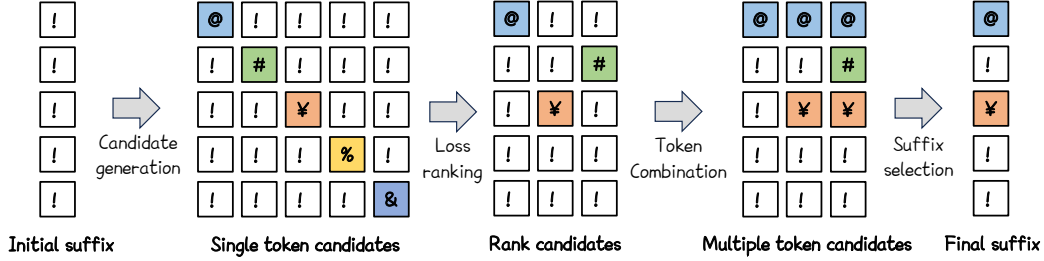 ! @ ! ! ! ! @ ! ! @ @ @ @
! ! # ! ! ! ! ! # ! ! # !
! ! ! ¥ ! ! ! ¥ ! ! ¥ ¥ ¥
Candidate
generation
Loss
ranking
Token
Combination
Suffix
selection
! ! ! ! % ! ! ! ! ! ! ! !
! ! ! ! ! & ! ! ! ! ! ! !
Initial suffix
Single token candidates
Rank candidates
Multiple token candidates
Final suffix